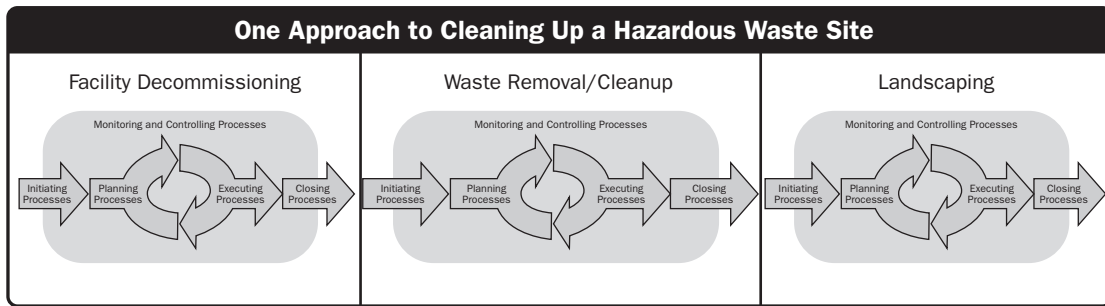 One Approach to Cleaning Up a Hazardous Waste Site
Facility Decommissioning
Monitoring and Controlling Processes
Initiating
Processes
Planning
Processes
Executing
Processes
Closing
Processes
Waste Removal/Cleanup
Monitoring and Controlling Processes
Initiating
Processes
Planning
Processes
Executing
Processes
Closing
Processes
Landscaping
Monitoring and Controlling Processes
Initiating
Processes
Planning
Processes
Executing
Processes
Closing
Processes